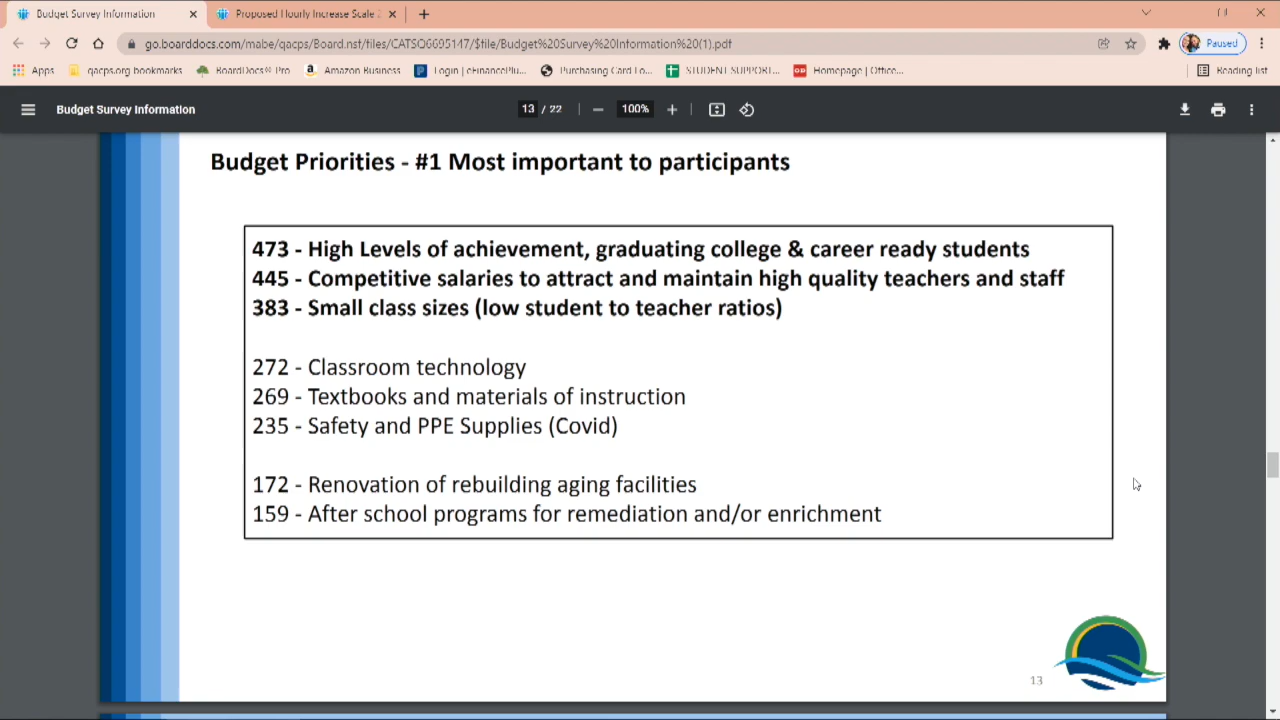 Budget Survey Information
Proposed Hourly Increase Scale
go.boarddocs.com/mabe/qacps/Board.nsf/files/CATSQ6695147/$file/Budget%20Survey%20Information%20(1).pdf
Paused
Apps
qacps.org bookmarks
BoardDocs® Pro
Amazon Business
Login | eFinancePlu...
Purchasing Card Lo...
STUDENT SUPPORT...
Homepage | Office...
Reading list
Budget Survey Information
13 / 22
100%
Budget Priorities - #1 Most important to participants
473 - High Levels of achievement, graduating college & career ready students
445 - Competitive salaries to attract and maintain high quality teachers and staff
383 - Small class sizes (low student to teacher ratios)
272 - Classroom technology
269 - Textbooks and materials of instruction
235 - Safety and PPE Supplies (Covid)
172 - Renovation of rebuilding aging facilities
159 - After school programs for remediation and/or enrichment
13